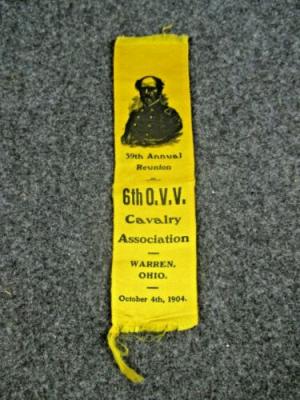 39th Annual
Reunion
6th O.V.V.
Cavalry
Association
WARREN,
OHIO.
October 4th, 1904.